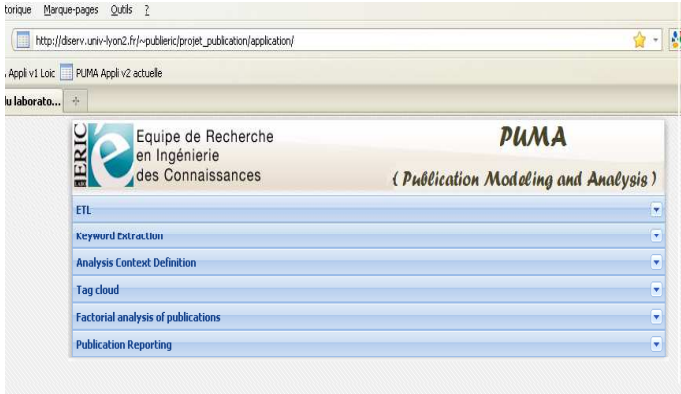 torique Marque-pages Outils ?
http://diserv.univ-lyon2.fr/~publieric/projet_publication/application/
Appli v1 Loic PUMA Appli v2 actuelle
lu laborato...
ERIC
LAB
é
Equipe de Recherche
en Ingénierie
des Connaissances
PUMA
( Publication Modeling and Analysis )
ETL
Keyword Extraction
Analysis Context Definition
Tag cloud
Factorial analysis of publications
Publication Reporting